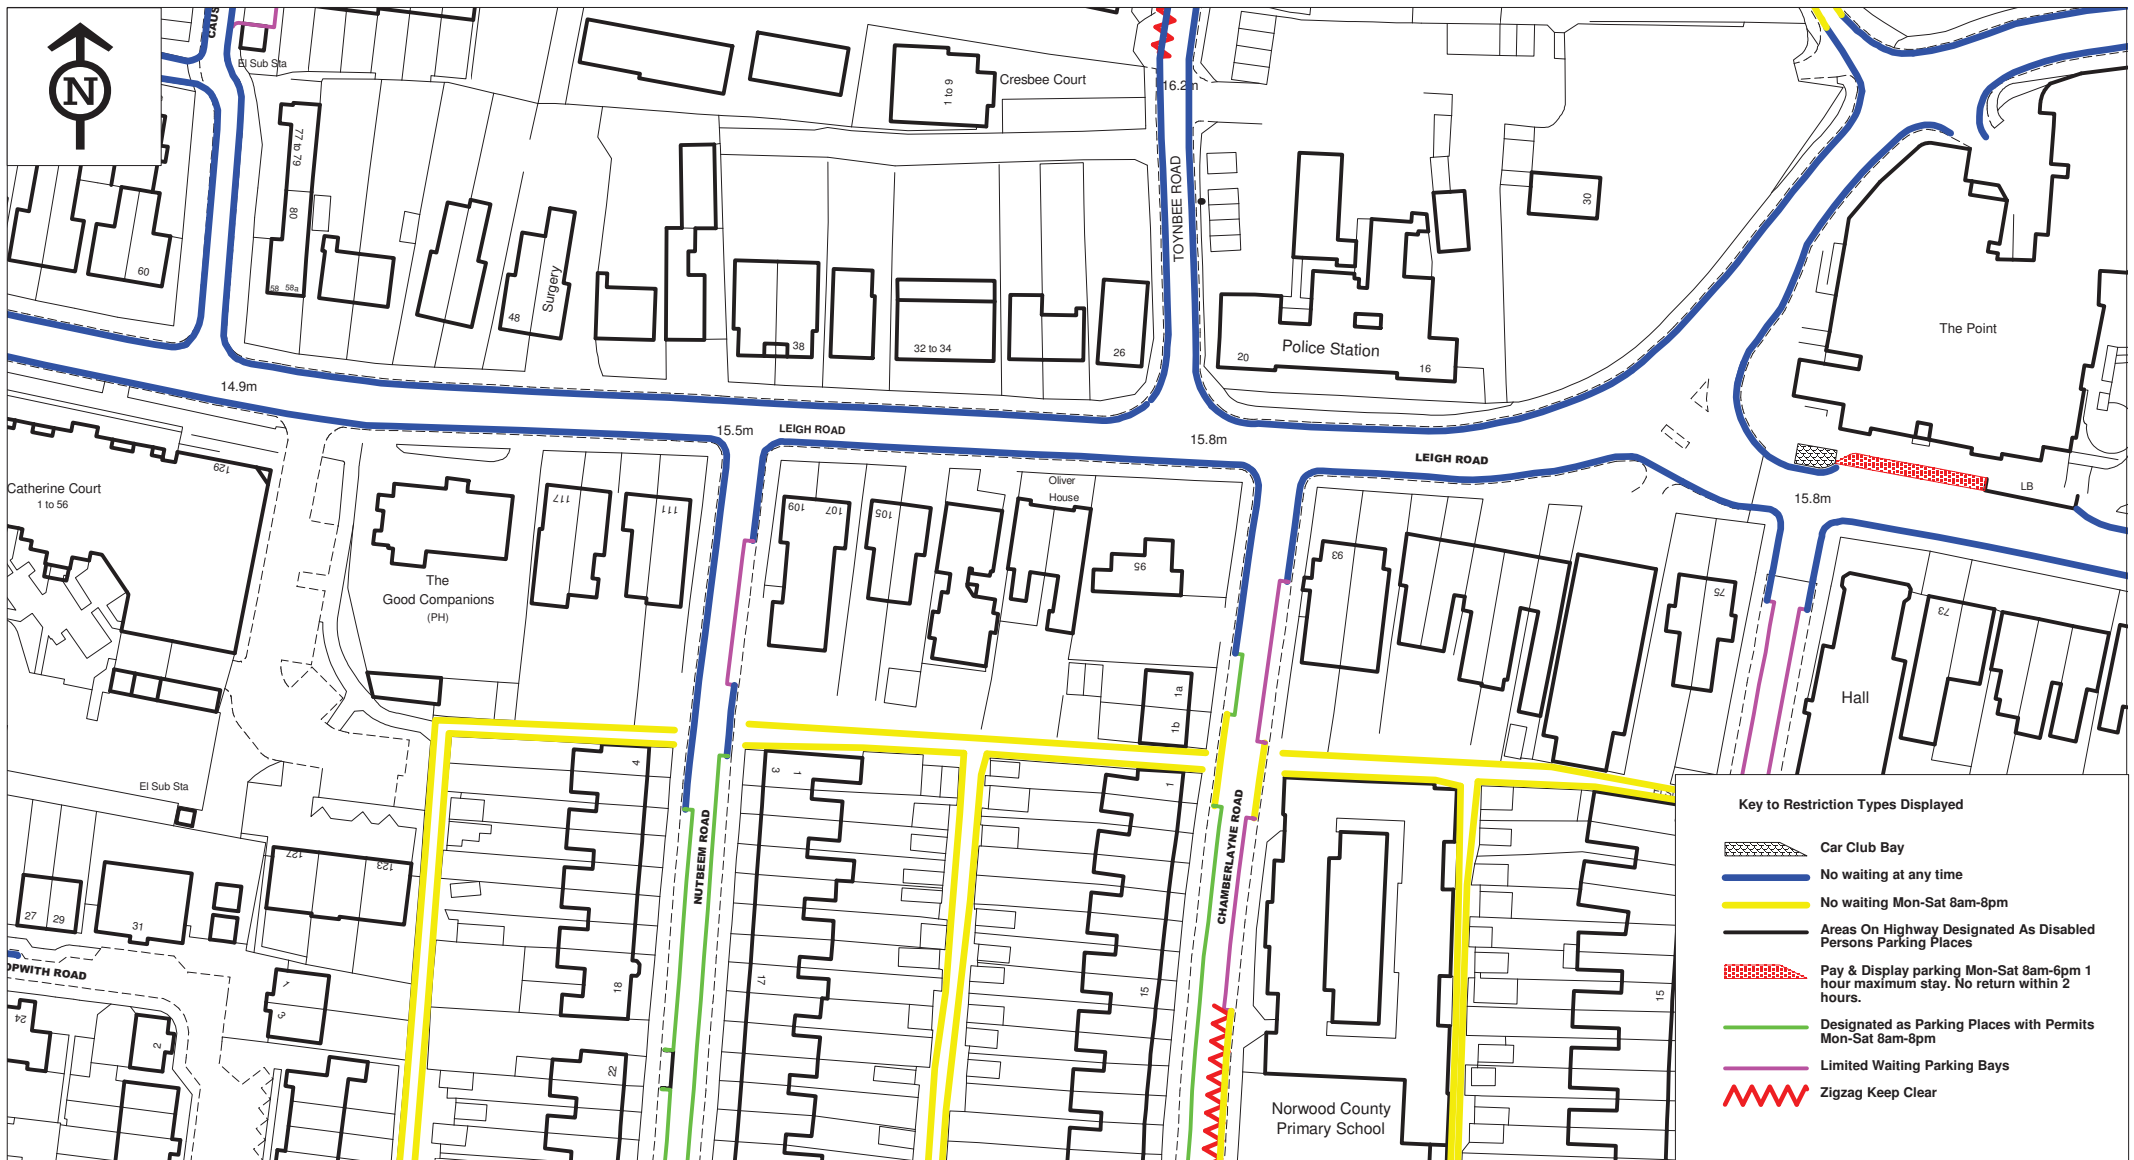 N
CAUS
El Sub Sta
77 to 79
80
58 58a
60
48
Surgery
1 to 9
Cresbee Court
16.2m
TOYNBEE ROAD
38
32 to 34
26
20
Police Station
16
30
The Point
14.9m
15.5m
LEIGH ROAD
15.8m
LEIGH ROAD
LB
15.8m
129
Catherine Court
1 to 56
The
Good Companions
(PH)
117
111
109
107
105
Oliver
House
95
93
75
73
Hall
1a
1b
El Sub Sta
127
123
27
29
31
OPWITH ROAD
24
2
1
3
4
18
22
NUTBEEM ROAD
3
1
17
1
15
CHAMBERLAYNE ROAD
Norwood County
Primary School
15
Key to Restriction Types Displayed
Car Club Bay
No waiting at any time
No waiting Mon-Sat 8am-8pm
Areas On Highway Designated As Disabled
Persons Parking Places
Pay & Display parking Mon-Sat 8am-6pm 1
hour maximum stay. No return within 2
hours.
Designated as Parking Places with Permits
Mon-Sat 8am-8pm
Limited Waiting Parking Bays
Zigzag Keep Clear